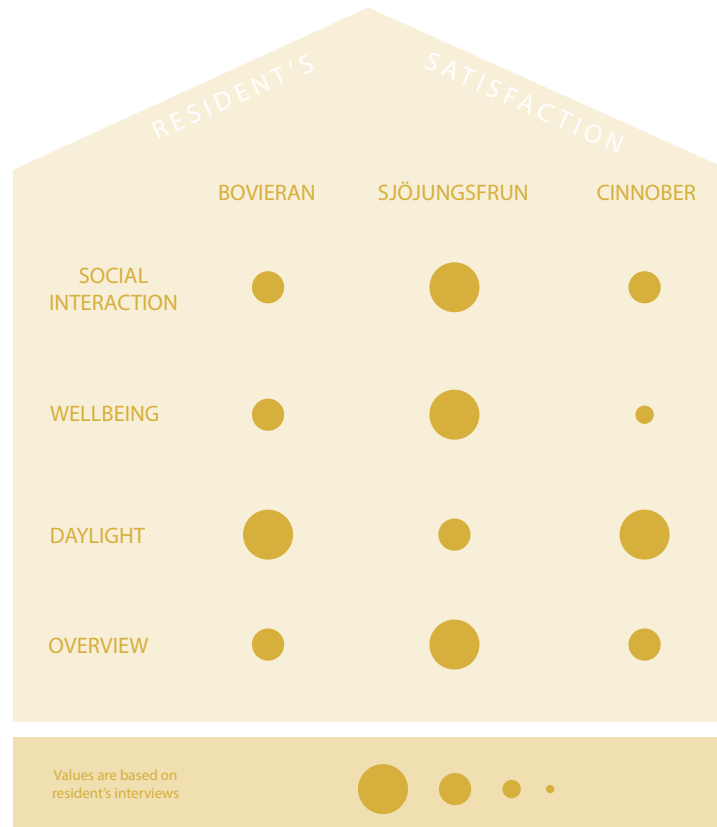 RESIDENT'S SATISFACTION
BOVIERAN SJÖJUNGSFRUN CINNOBER
SOCIAL
INTERACTION
WELLBEING
DAYLIGHT
OVERVIEW
Values are based on
resident's interviews